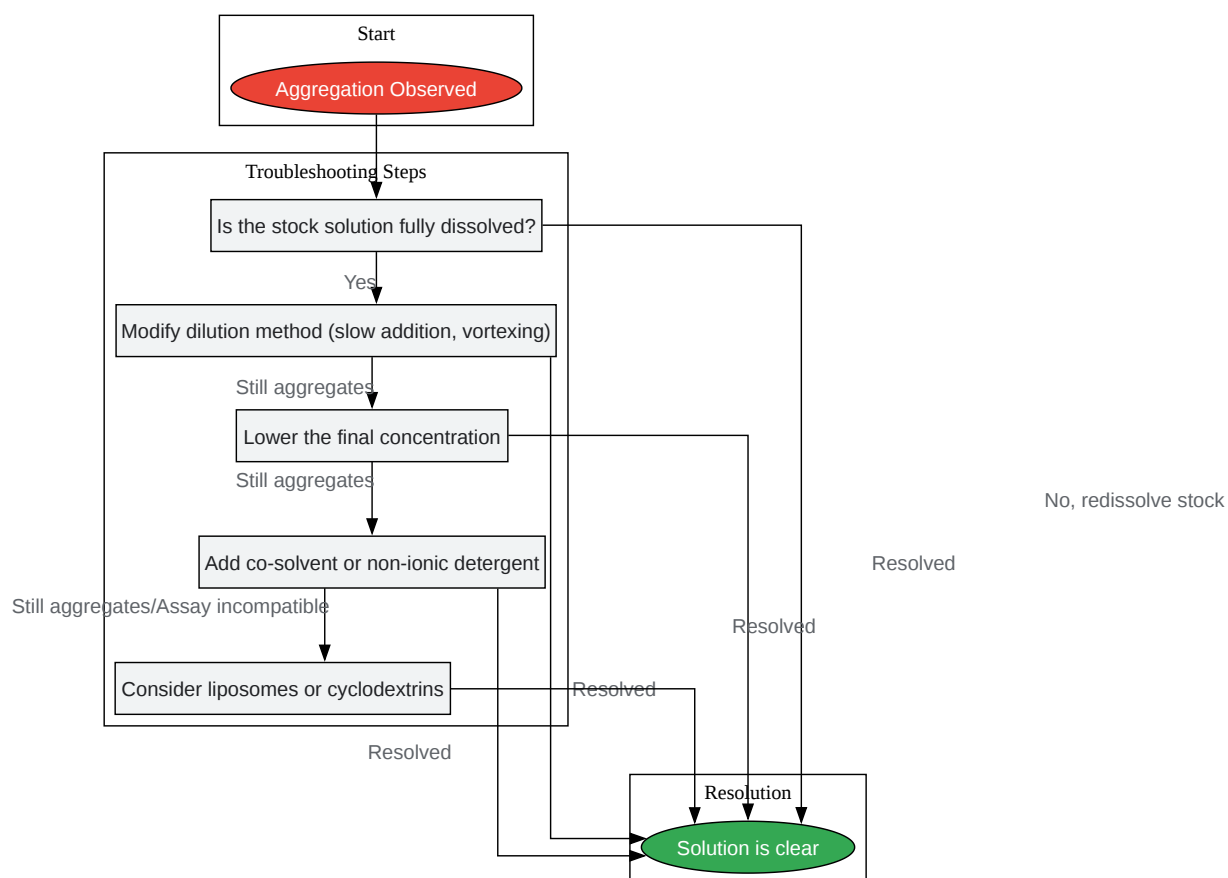 Start
Aggregation Observed
Troubleshooting Steps
Is the stock solution fully dissolved?
Yes
Modify dilution method (slow addition, vortexing)
Still aggregates
Lower the final concentration
Still aggregates
No, redissolve stock
Add co-solvent or non-ionic detergent
Resolved
Still aggregates/Assay incompatible
Resolved
Consider liposomes or cyclodextrins
Resolved
Resolved
Resolution
Solution is clear